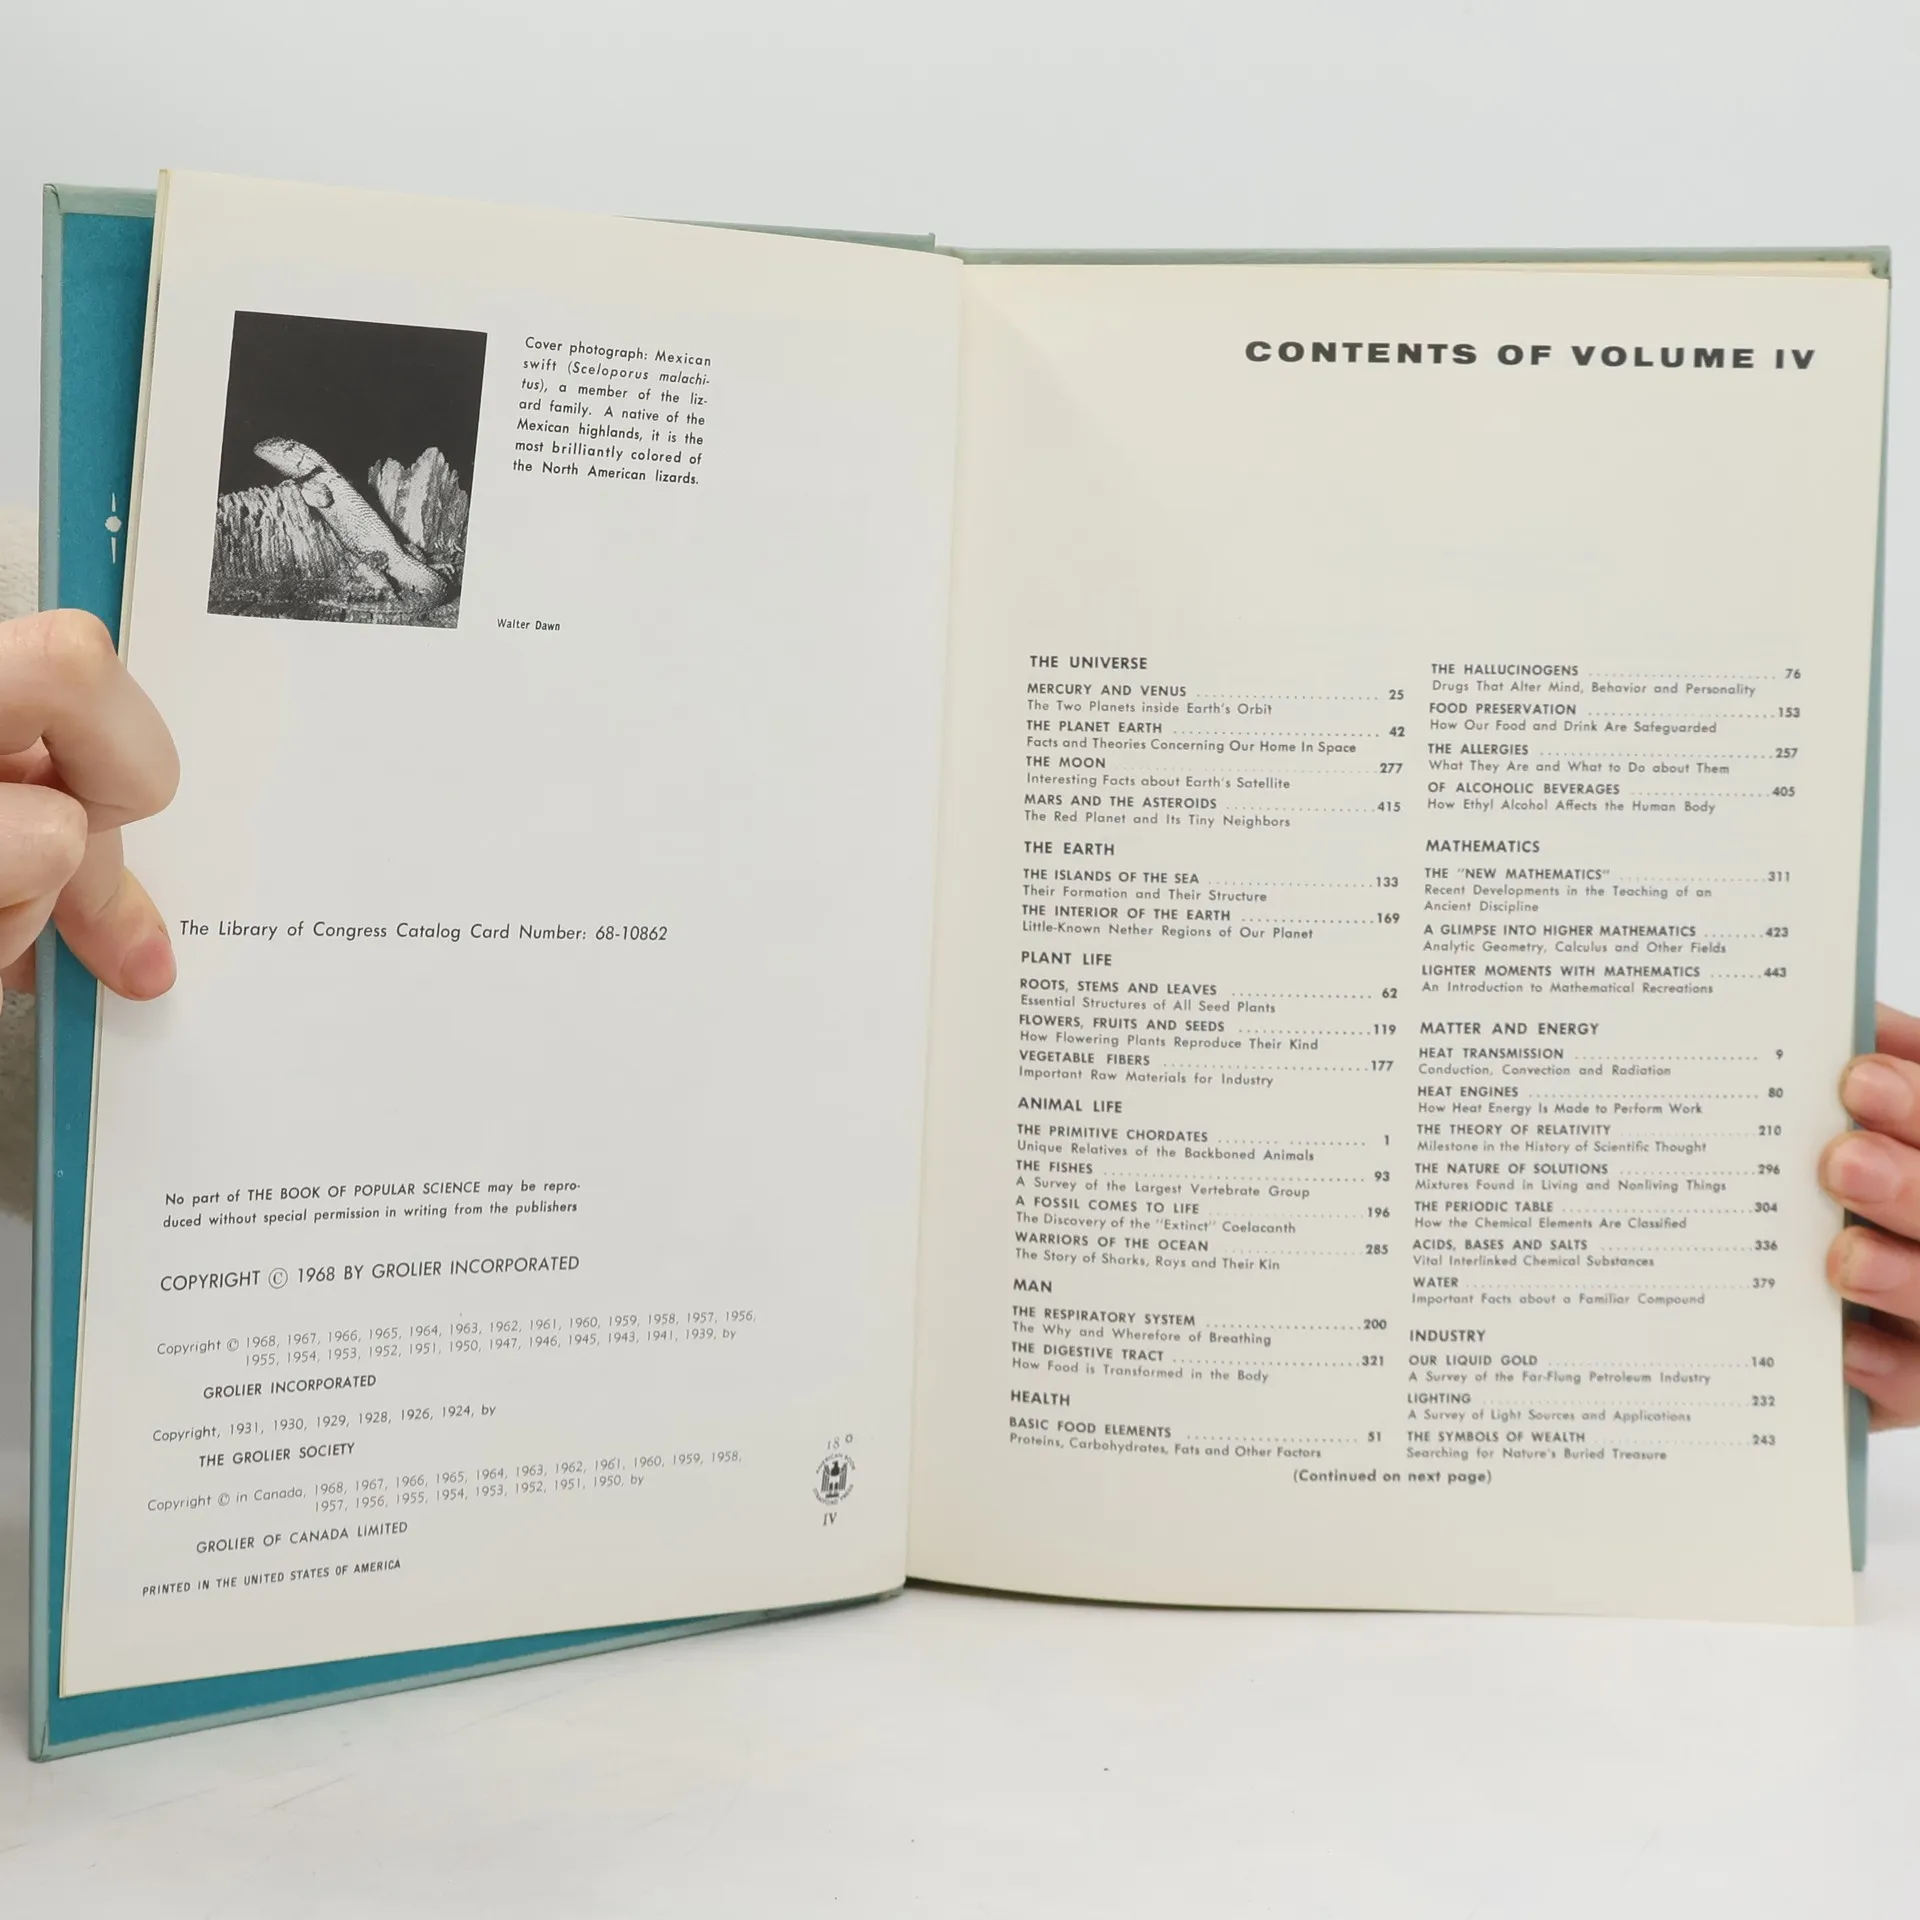 Cover photograph: Mexican
swift (Sceloporus malachi-
tus), a member of the liz-
ard family. A native of the
Mexican highlands, it is the
most brilliantly colored of
the North American lizards.
Walter Dawn
The Library of Congress Catalog Card Number: 68-10862
No part of THE BOOK OF POPULAR SCIENCE may be repro-
duced without special permission in writing from the publishers
COPYRIGHT © 1968 BY GROLIER INCORPORATED
Copyright © 1968, 1967, 1966, 1965, 1964, 1963, 1962, 1961, 1960, 1959, 1958, 1957, 1956,
1955, 1954, 1953, 1952, 1951, 1950, 1947, 1946, 1945, 1943, 1941, 1939, by
GROLIER INCORPORATED
Copyright, 1931, 1930, 1929, 1928, 1926, 1924, by
THE GROLIER SOCIETY
Copyright © in Canada, 1968, 1967, 1966, 1965, 1964, 1963, 1962, 1961, 1960, 1959, 1958,
1957, 1956, 1955, 1954, 1953, 1952, 1951, 1950, by
GROLIER OF CANADA LIMITED
PRINTED IN THE UNITED STATES OF AMERICA
IV
CONTENTS OF VOLUME IV
THE UNIVERSE
MERCURY AND VENUS 25
The Two Planets inside Earth's Orbit
THE PLANET EARTH 42
Facts and Theories Concerning Our Home In Space
THE MOON 277
Interesting Facts about Earth's Satellite
MARS AND THE ASTEROIDS 415
The Red Planet and Its Tiny Neighbors
THE EARTH
THE ISLANDS OF THE SEA 133
Their Formation and Their Structure
THE INTERIOR OF THE EARTH 169
Little-Known Nether Regions of Our Planet
PLANT LIFE
ROOTS, STEMS AND LEAVES 62
Essential Structures of All Seed Plants
FLOWERS, FRUITS AND SEEDS 119
How Flowering Plants Reproduce Their Kind
VEGETABLE FIBERS 177
Important Raw Materials for Industry
ANIMAL LIFE
THE PRIMITIVE CHORDATES 1
Unique Relatives of the Backboned Animals
THE FISHES 93
A Survey of the Largest Vertebrate Group
A FOSSIL COMES TO LIFE 196
The Discovery of the "Extinct" Coelacanth
WARRIORS OF THE OCEAN 285
The Story of Sharks, Rays and Their Kin
MAN
THE RESPIRATORY SYSTEM 200
The Why and Wherefore of Breathing
THE DIGESTIVE TRACT 321
How Food is Transformed in the Body
HEALTH
BASIC FOOD ELEMENTS 51
Proteins, Carbohydrates, Fats and Other Factors
THE HALLUCINOGENS 76
Drugs That Alter Mind, Behavior and Personality
FOOD PRESERVATION 153
How Our Food and Drink Are Safeguarded
THE ALLERGIES 257
What They Are and What to Do about Them
OF ALCOHOLIC BEVERAGES 405
How Ethyl Alcohol Affects the Human Body
MATHEMATICS
THE "NEW MATHEMATICS" 311
Recent Developments in the Teaching of an
Ancient Discipline
A GLIMPSE INTO HIGHER MATHEMATICS 423
Analytic Geometry, Calculus and Other Fields
LIGHTER MOMENTS WITH MATHEMATICS 443
An Introduction to Mathematical Recreations
MATTER AND ENERGY
HEAT TRANSMISSION 9
Conduction, Convection and Radiation
HEAT ENGINES 80
How Heat Energy Is Made to Perform Work
THE THEORY OF RELATIVITY 210
Milestone in the History of Scientific Thought
THE NATURE OF SOLUTIONS 296
Mixtures Found in Living and Nonliving Things
THE PERIODIC TABLE 304
How the Chemical Elements Are Classified
ACIDS, BASES AND SALTS 336
Vital Interlinked Chemical Substances
WATER 379
Important Facts about a Familiar Compound
INDUSTRY
OUR LIQUID GOLD 140
A Survey of the Far-Flung Petroleum Industry
LIGHTING 232
A Survey of Light Sources and Applications
THE SYMBOLS OF WEALTH 243
Searching for Nature's Buried Treasure
(Continued on next page)